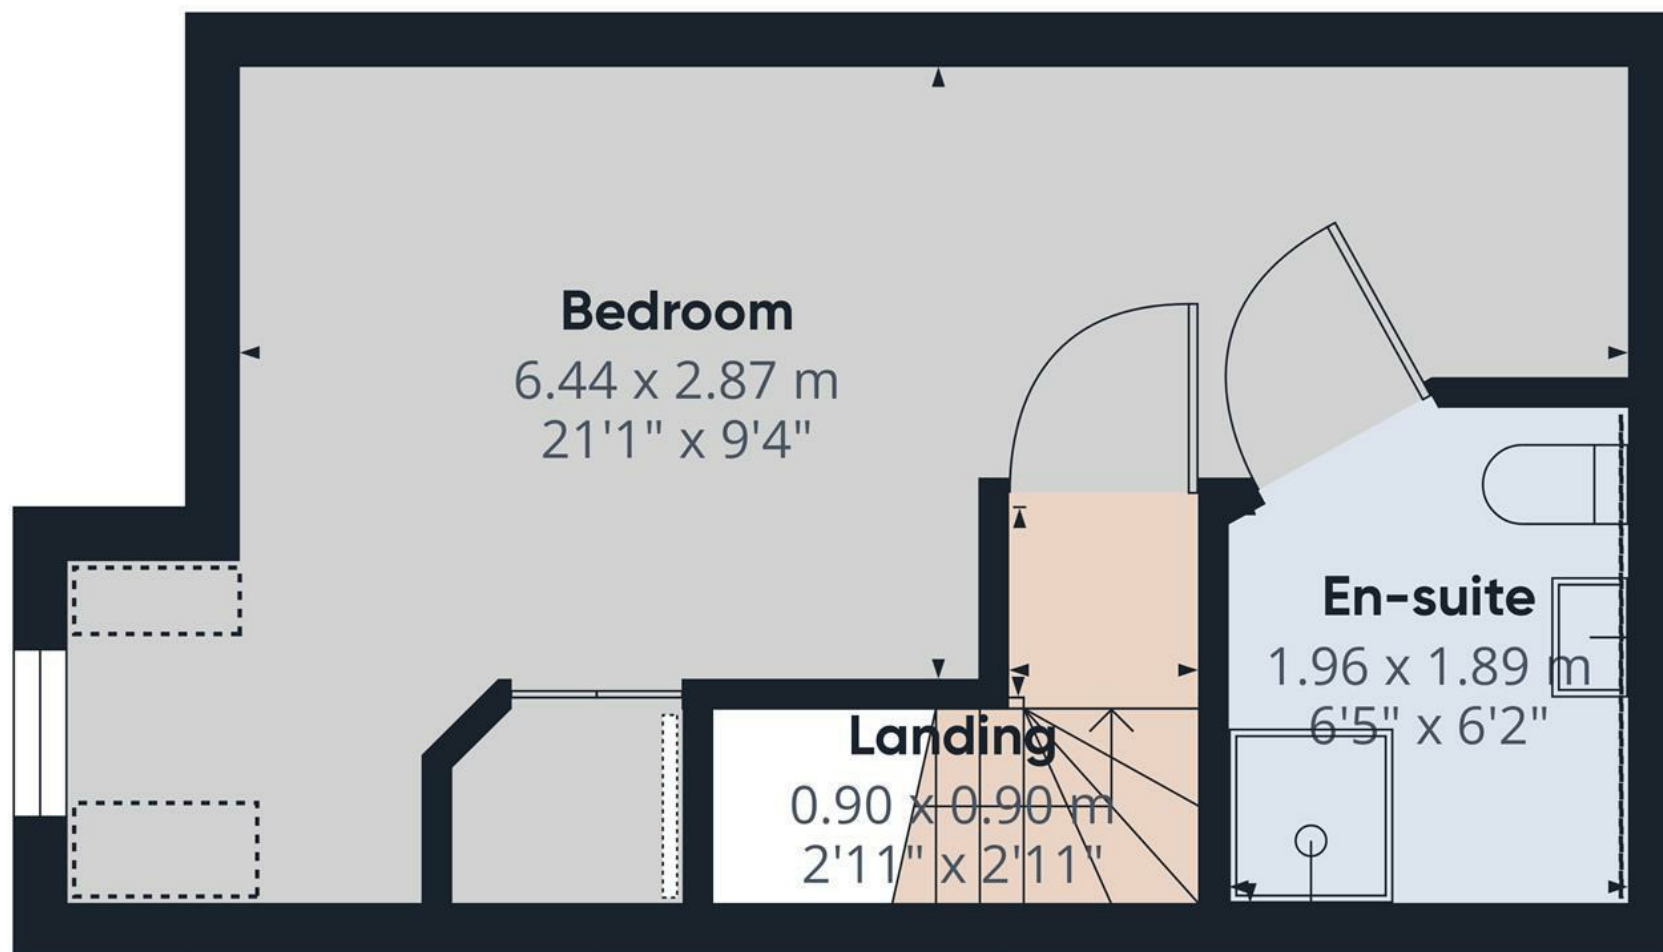 Bedroom
6.44 x 2.87 m
21'1" x 9'4"
En-suite
1.96 x 1.89 m
6'5" x 6'2"
Landing
0.90 x 0.90 m
2'11" x 2'11"